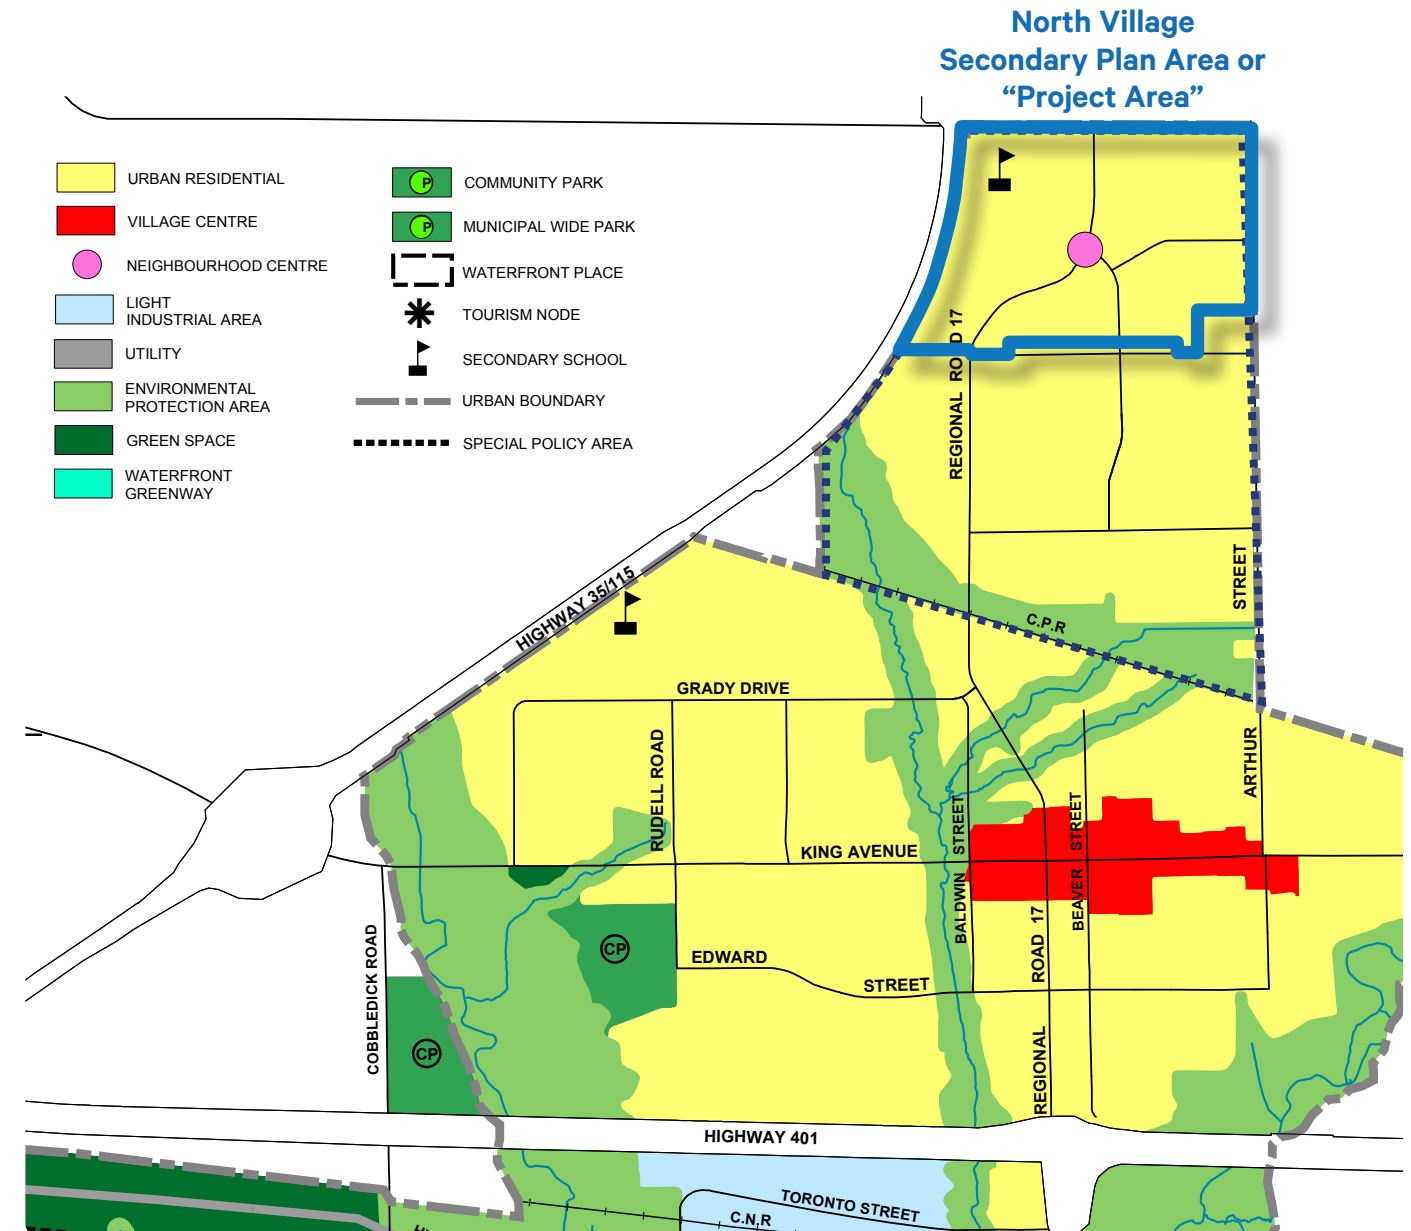 North Village
Secondary Plan Area or
“Project Area”
URBAN RESIDENTIAL
VILLAGE CENTRE
NEIGHBOURHOOD CENTRE
LIGHT
INDUSTRIAL AREA
UTILITY
ENVIRONMENTAL
PROTECTION AREA
GREEN SPACE
WATERFRONT
GREENWAY
P
COMMUNITY PARK
P
MUNICIPAL WIDE PARK
WATERFRONT PLACE
TOURISM NODE
SECONDARY SCHOOL
URBAN BOUNDARY
SPECIAL POLICY AREA
REGIONAL ROAD 17
HIGHWAY 35/115
STREET
C.P.R
GRADY DRIVE
RUDELL ROAD
ARTHUR
STREET
STREET
KING AVENUE
BALDWIN
BEAVER
CP
EDWARD
STREET
ROAD 17
COBBLEDICK ROAD
CP
REGIONAL
HIGHWAY 401
TORONTO STREET
C.N.R